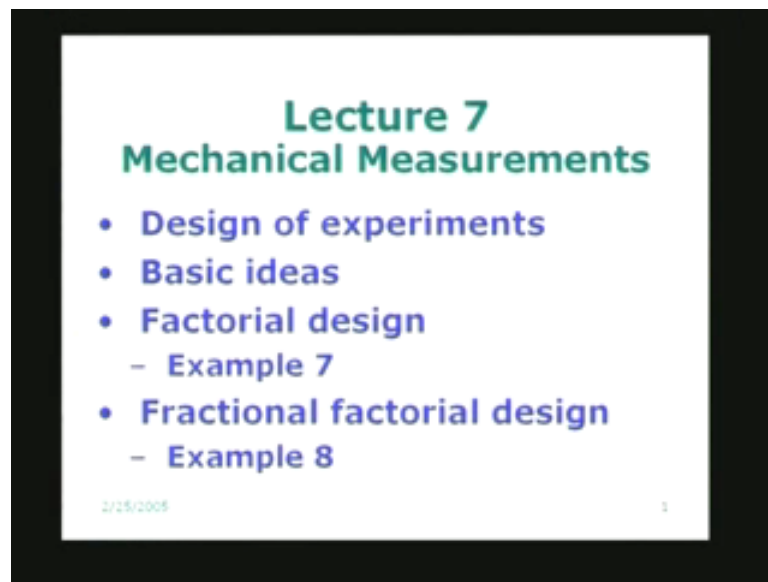 Lecture 7
Mechanical Measurements
• Design of experiments
• Basic ideas
• Factorial design
– Example 7
• Fractional factorial design
– Example 8
2/25/2005 1